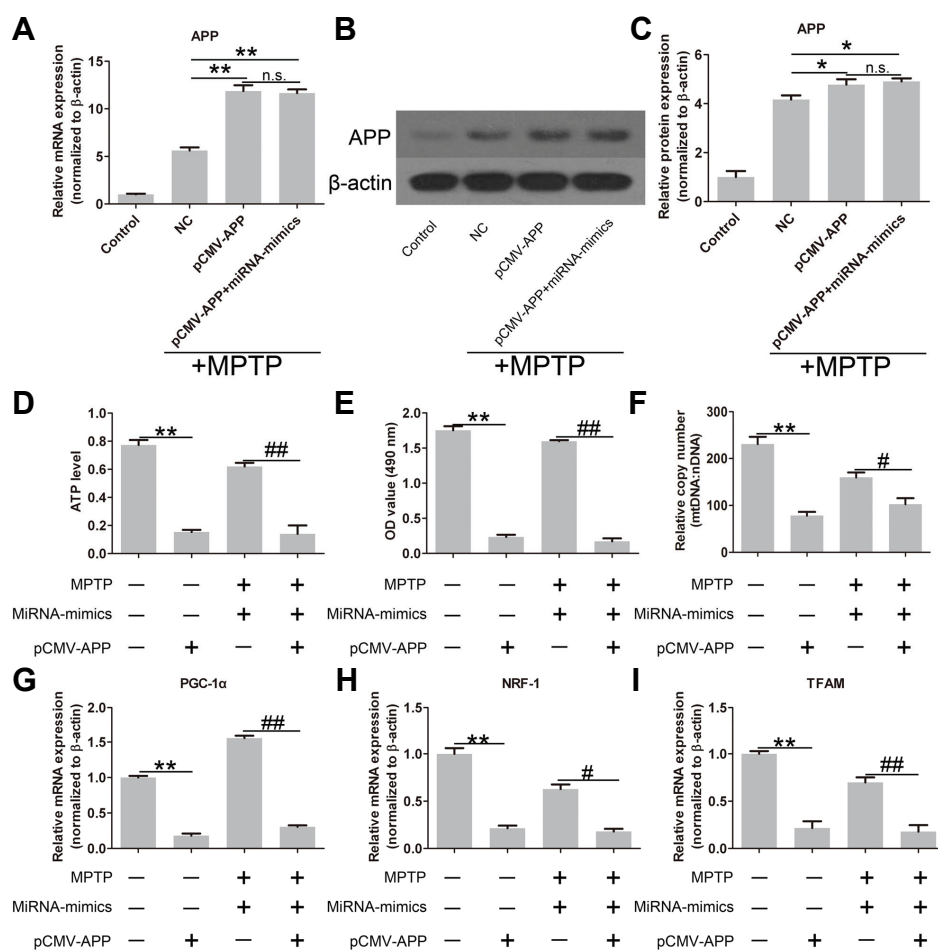 A
APP
Relative mRNA expression
(normalized to β-actin)
15
10
5
0
**
**
n.s.
Control
NC
pCMV-APP
pCMV-APP+miRNA-mimics
+MPTP
B
APP
β-actin
Control
NC
pCMV-APP
pCMV-APP+miRNA-mimics
+MPTP
C
APP
Relative protein expression
(normalized to β-actin)
6
4
2
0
*
*
n.s.
Control
NC
pCMV-APP
pCMV-APP+miRNA-mimics
+MPTP
D
ATP level
1.0
0.8
0.6
0.4
0.2
0.0
**
##
MPTP — — + +
MiRNA-mimics — — + +
pCMV-APP — + — +
E
OD value (490 nm)
2.0
1.5
1.0
0.5
0.0
**
##
MPTP — — + +
MiRNA-mimics — — + +
pCMV-APP — + — +
F
Relative copy number
(mtDNA:nDNA)
300
200
100
0
**
#
MPTP — — + +
MiRNA-mimics — — + +
pCMV-APP — + — +
G
PGC-1α
Relative mRNA expression
(normalized to β-actin)
2.0
1.5
1.0
0.5
0.0
**
##
MPTP — — + +
MiRNA-mimics — — + +
pCMV-APP — + — +
H
NRF-1
Relative mRNA expression
(normalized to β-actin)
1.5
1.0
0.5
0.0
**
#
MPTP — — + +
MiRNA-mimics — — + +
pCMV-APP — + — +
I
TFAM
Relative mRNA expression
(normalized to β-actin)
1.5
1.0
0.5
0.0
**
##
MPTP — — + +
MiRNA-mimics — — + +
pCMV-APP — + — +